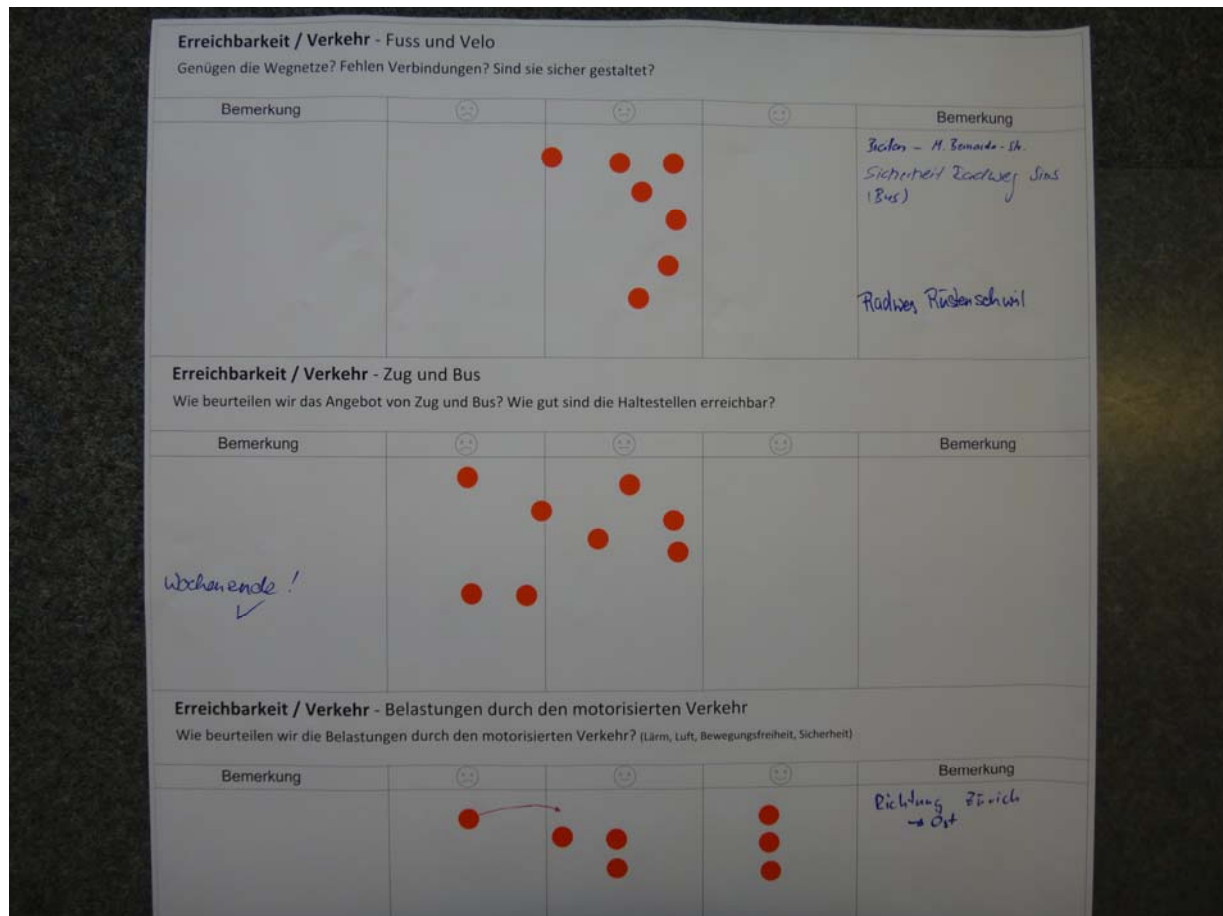 Erreichbarkeit / Verkehr - Fuss und Velo
Genügen die Wegnetze? Fehlen Verbindungen? Sind sie sicher gestaltet?
Bemerkung Bemerkung
Sicherheit Radweg Sins
(Bus)
Radweg Rüstenschwil
Erreichbarkeit / Verkehr - Zug und Bus
Wie beurteilen wir das Angebot von Zug und Bus? Wie gut sind die Haltestellen erreichbar?
Bemerkung Bemerkung
Wochenende !
Erreichbarkeit / Verkehr - Belastungen durch den motorisierten Verkehr
Wie beurteilen wir die Belastungen durch den motorisierten Verkehr? (Lärm, Luft, Bewegungsfreiheit, Sicherheit)
Bemerkung Bemerkung
Richtung Zürich
→ Ost